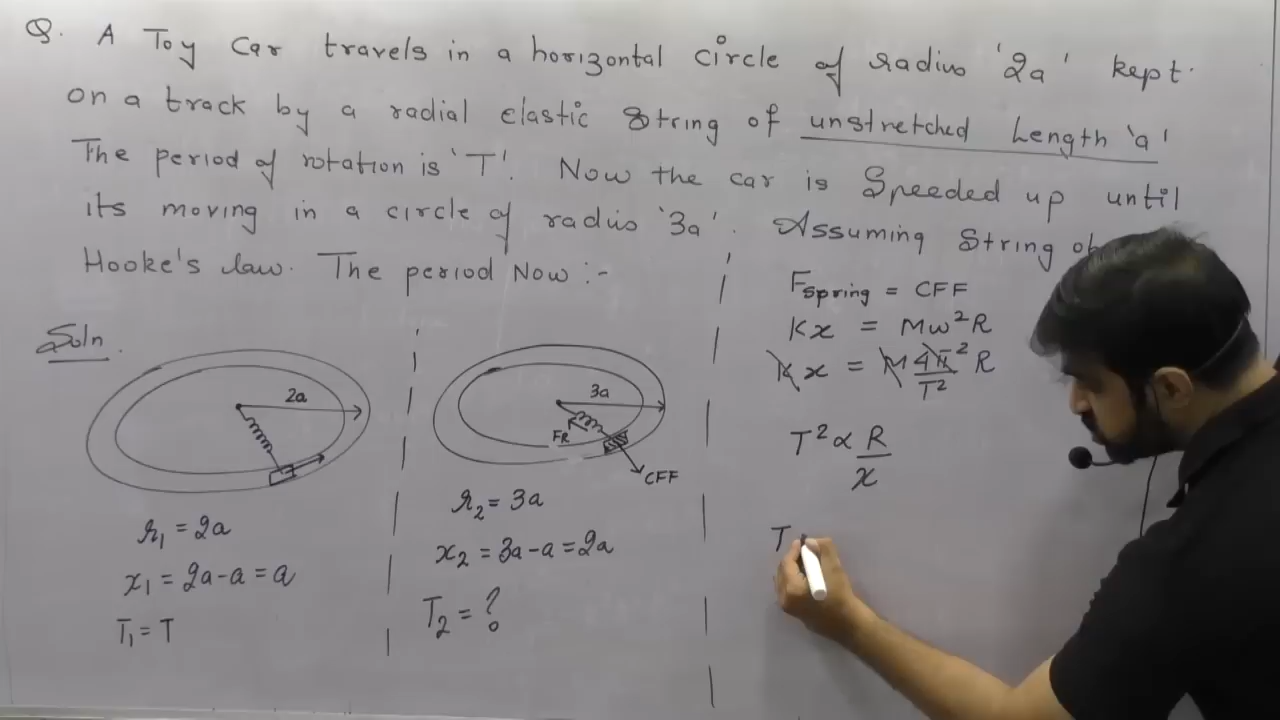 Q. A Toy Car travels in a horizontal circle of radius '2a' kept
on a track by a radial elastic String of unstretched Length 'a'
The period of rotation is 'T'. Now the car is Speeded up until
its moving in a circle of radius '3a'. Assuming String
Hooke's law. The period Now :-
Soln.
2a
r₁ = 2a
x₁ = 2a-a = a
T₁ = T
3a
FR
CFF
r₂ = 3a
x₂ = 3a-a = 2a
T₂ = ?
Fspring = CFF
Kx = Mω²R
Kx = M 4π²/T² R
T² ∝ R/x
T